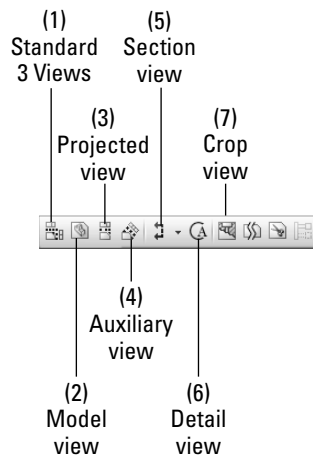 (1)
Standard
3 Views
(2)
Model
view
(3)
Projected
view
(4)
Auxiliary
view
(5)
Section
view
(6)
Detail
view
(7)
Crop
view
A